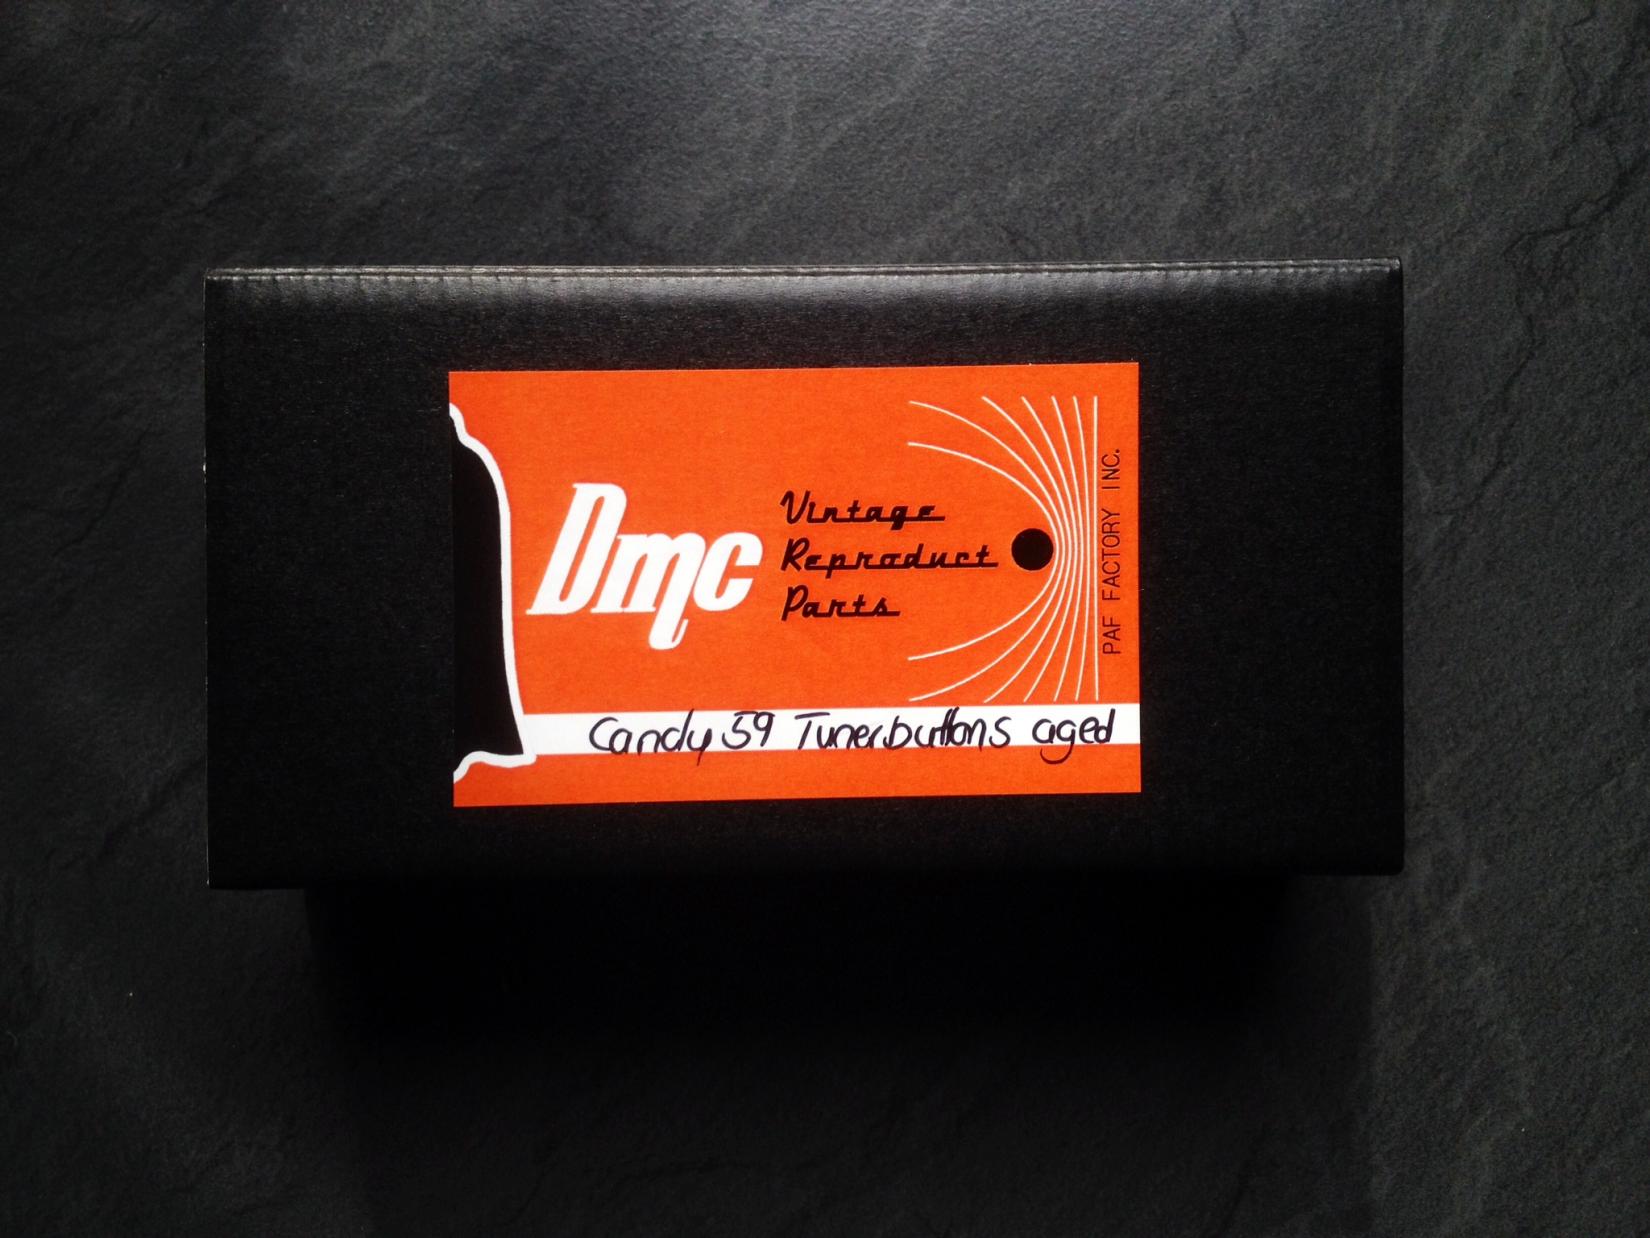 Dmc
Vintage
Reproduct
Parts
PAF FACTORY INC.
Candy 59 Tunerbuttons aged